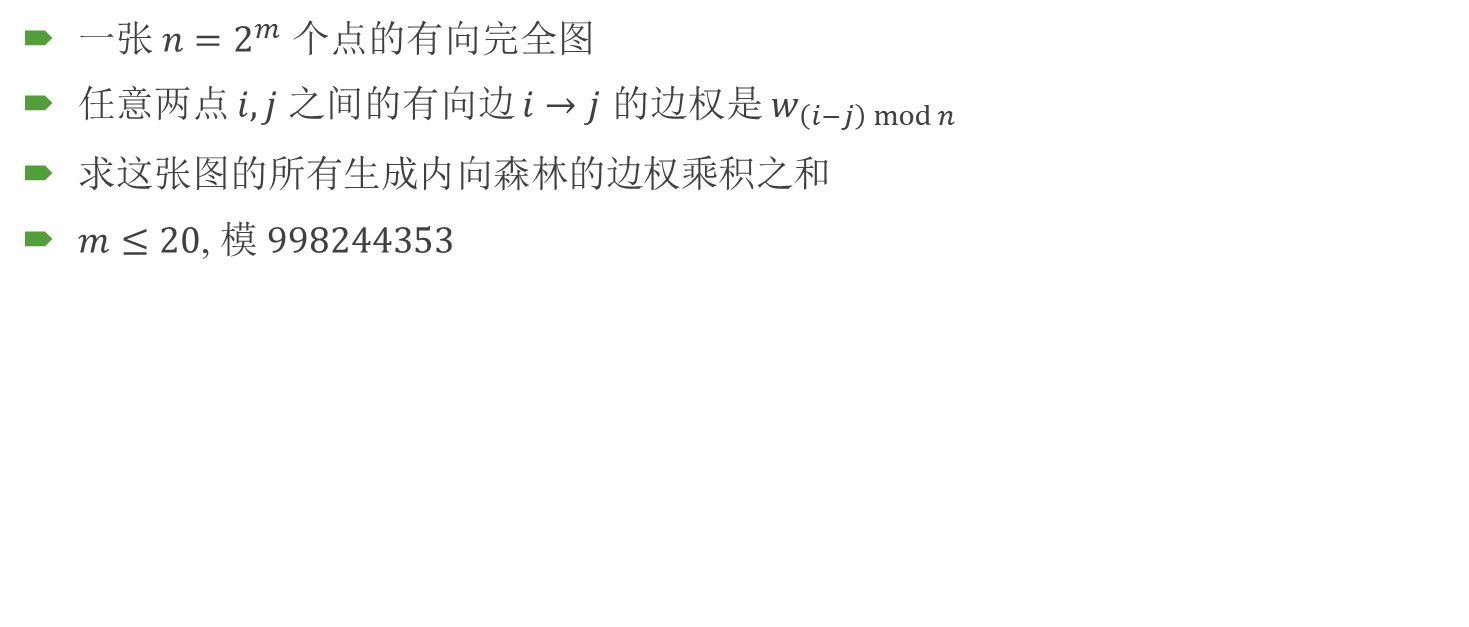 一张 n = 2^m 个点的有向完全图
任意两点 i, j 之间的有向边 i → j 的边权是 w_{(i−j) mod n}
求这张图的所有生成内向森林的边权乘积之和
m ≤ 20, 模 998244353